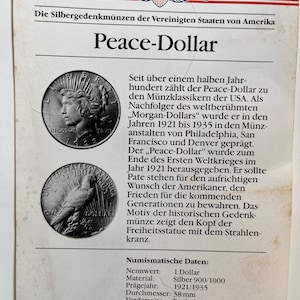 Die Silbergedenkmünzen der Vereinigten Staaten von Amerika
Peace-Dollar
Seit über einem halben Jahr-
hundert zählt der Peace-Dollar zu
den Münzklassikern der USA. Als
Nachfolger des weltberühmten
„Morgan-Dollars“ wurde er in den
Jahren 1921 bis 1935 in den Münz-
anstalten von Philadelphia, San
Francisco und Denver geprägt.
Der „Peace-Dollar“ wurde zum
Ende des Ersten Weltkrieges im
Jahr 1921 herausgegeben. Er sollte
Pate stehen für den aufrichtigen
Wunsch der Amerikaner, den
Frieden für die kommenden
Generationen zu bewahren. Das
Motiv der historischen Gedenk-
münze zeigt den Kopf der
Freiheitsstatue mit dem Strahlen-
kranz.
Numismatische Daten:
Nennwert: 1 Dollar
Material: Silber 900/1000
Prägejahr: 1921/1935
Durchmesser: 38 mm